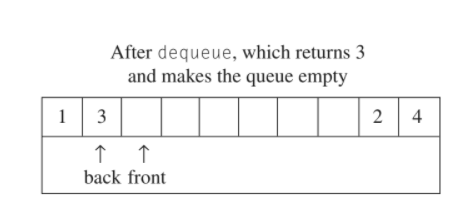 After dequeue, which returns 3
and makes the queue empty
1 3 2 4
↑ ↑
back front